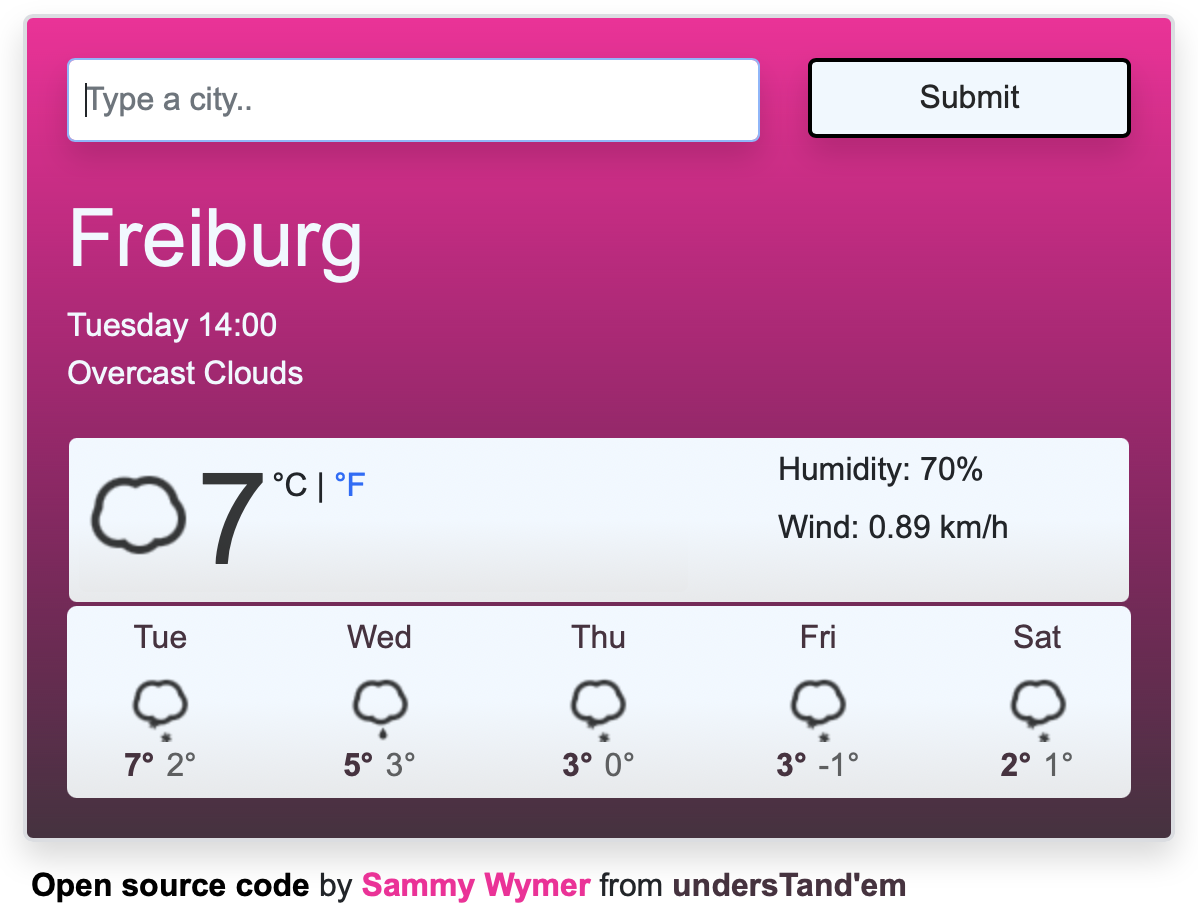 Type a city..
Submit
Freiburg
Tuesday 14:00
Overcast Clouds
7 °C | °F
Humidity: 70%
Wind: 0.89 km/h
Tue Wed Thu Fri Sat
7° 2° 5° 3° 3° 0° 3° -1° 2° 1°
Open source code by Sammy Wymer from undersTand'em